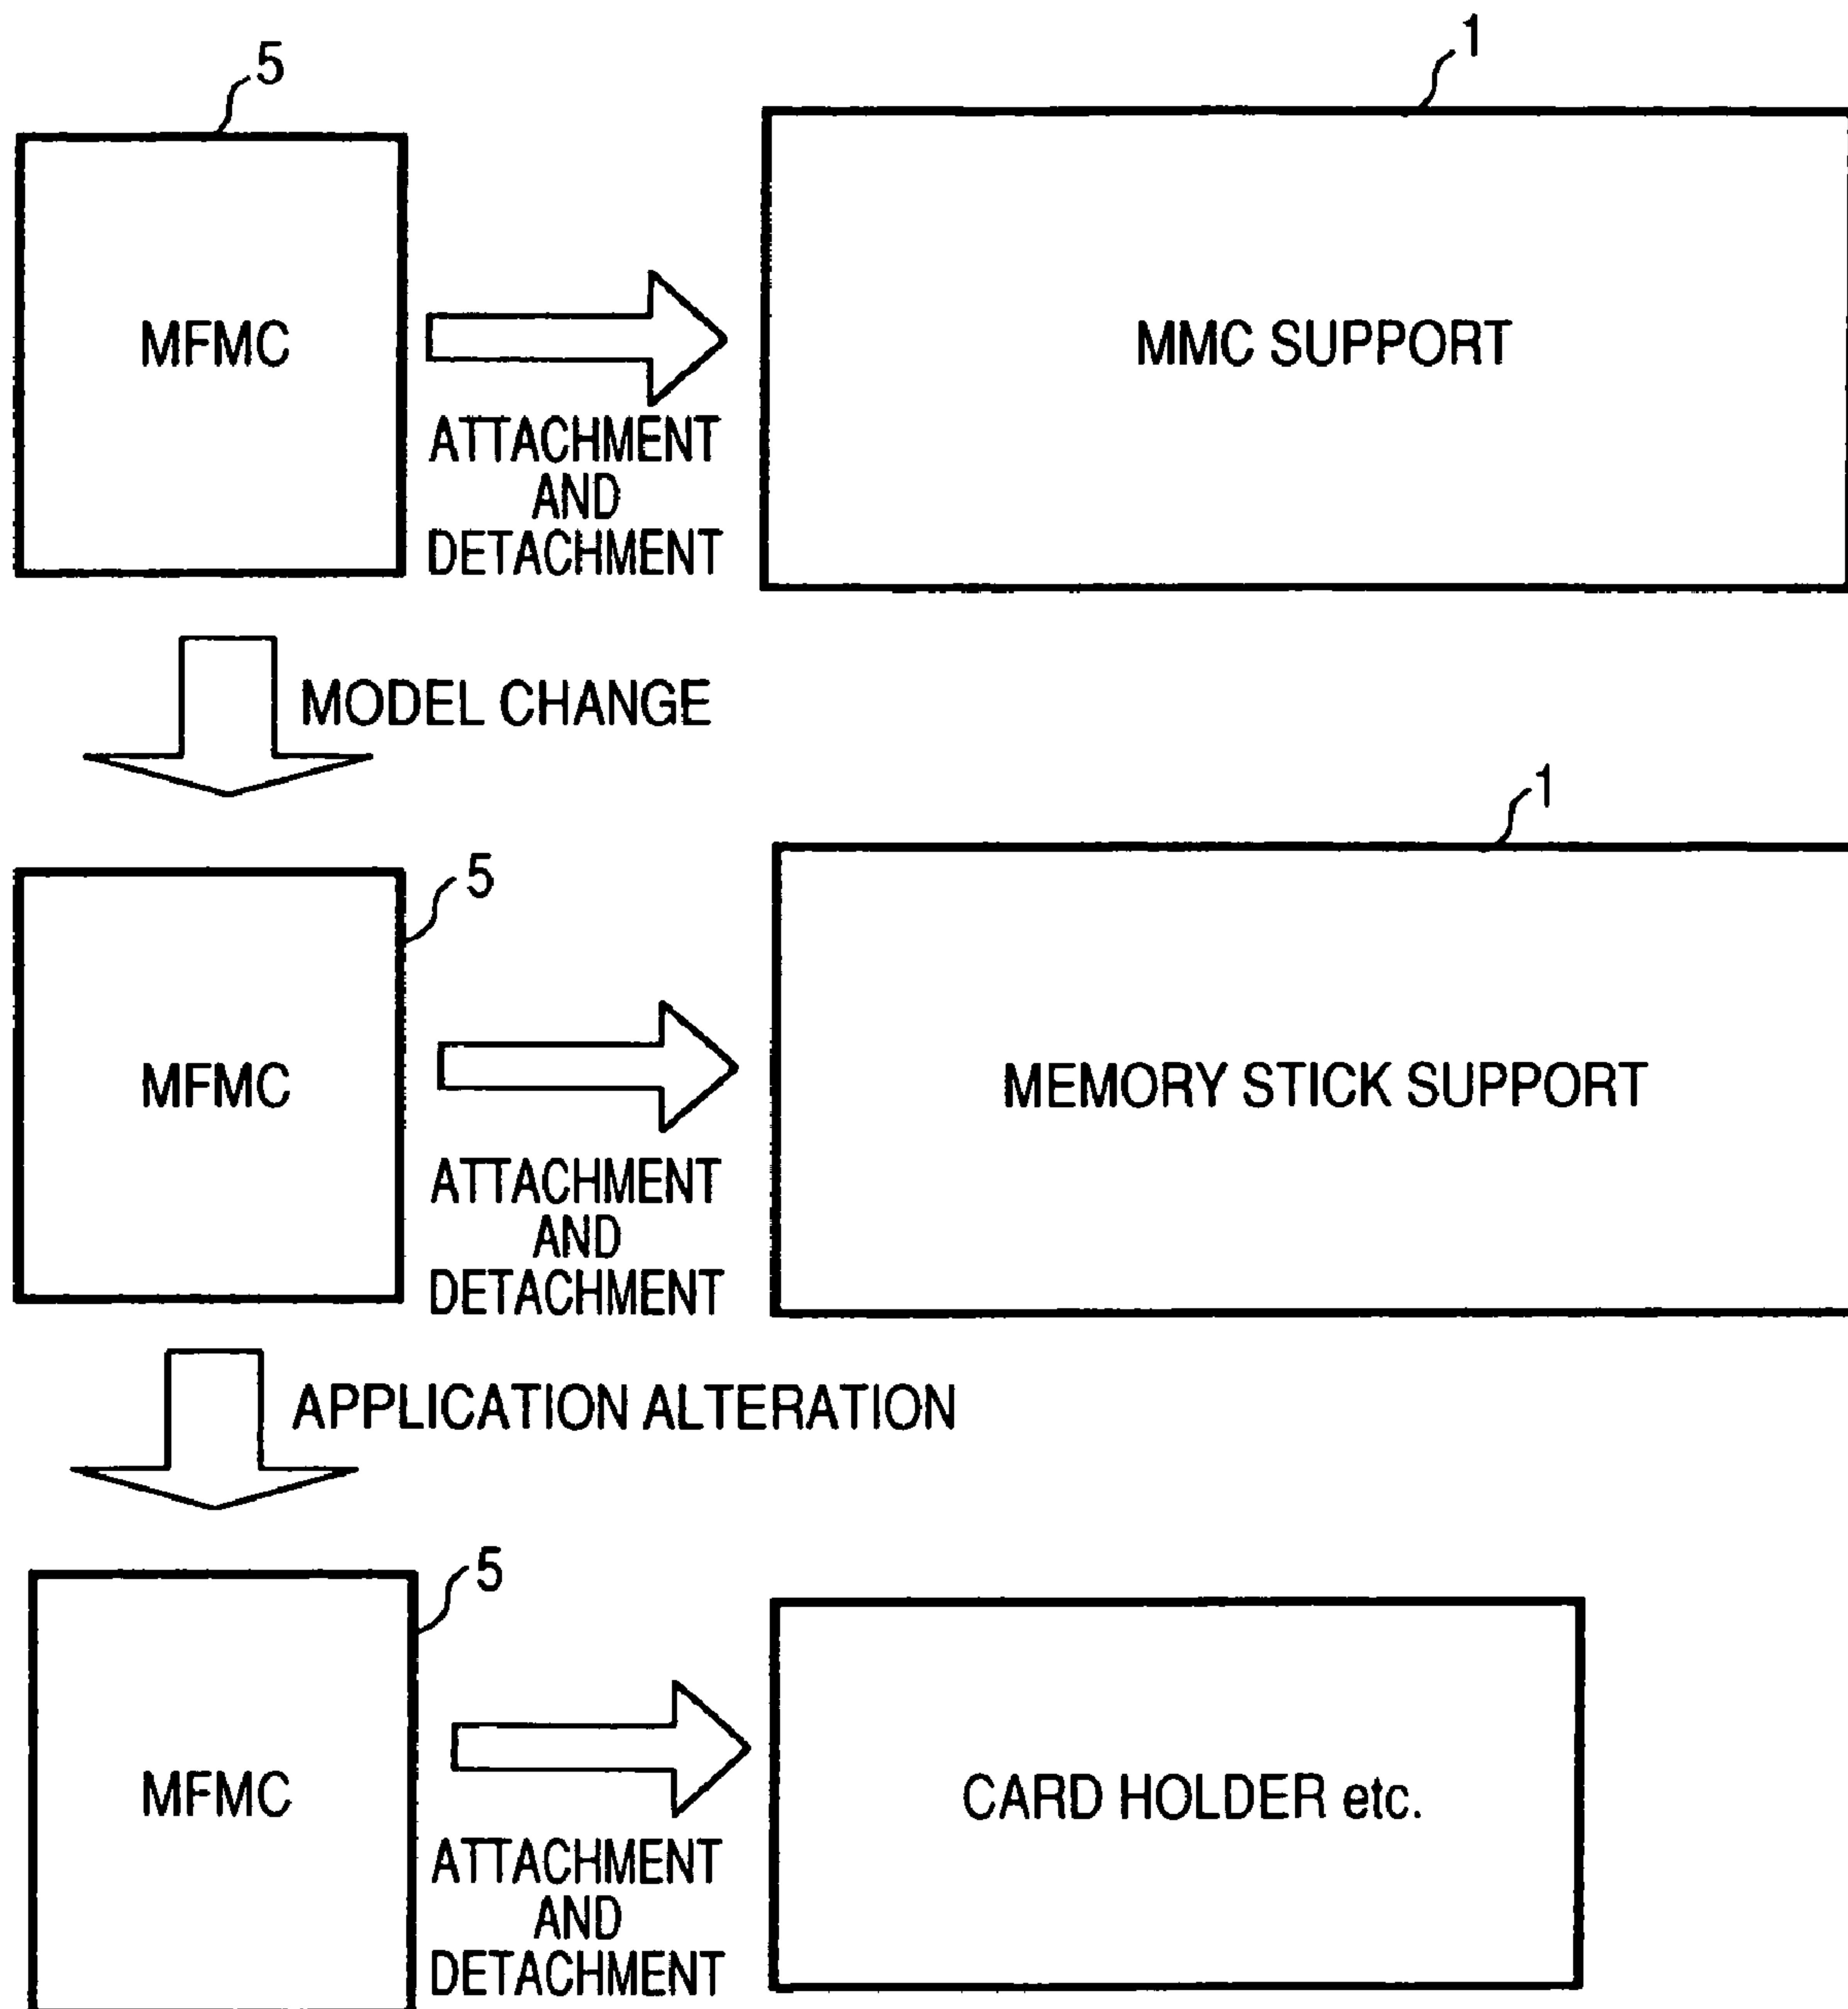 5
1
MFMC
MMC SUPPORT
ATTACHMENT
AND
DETACHMENT
MODEL CHANGE
1
5
MFMC
MEMORY STICK SUPPORT
ATTACHMENT
AND
DETACHMENT
APPLICATION ALTERATION
5
MFMC
CARD HOLDER etc.
ATTACHMENT
AND
DETACHMENT